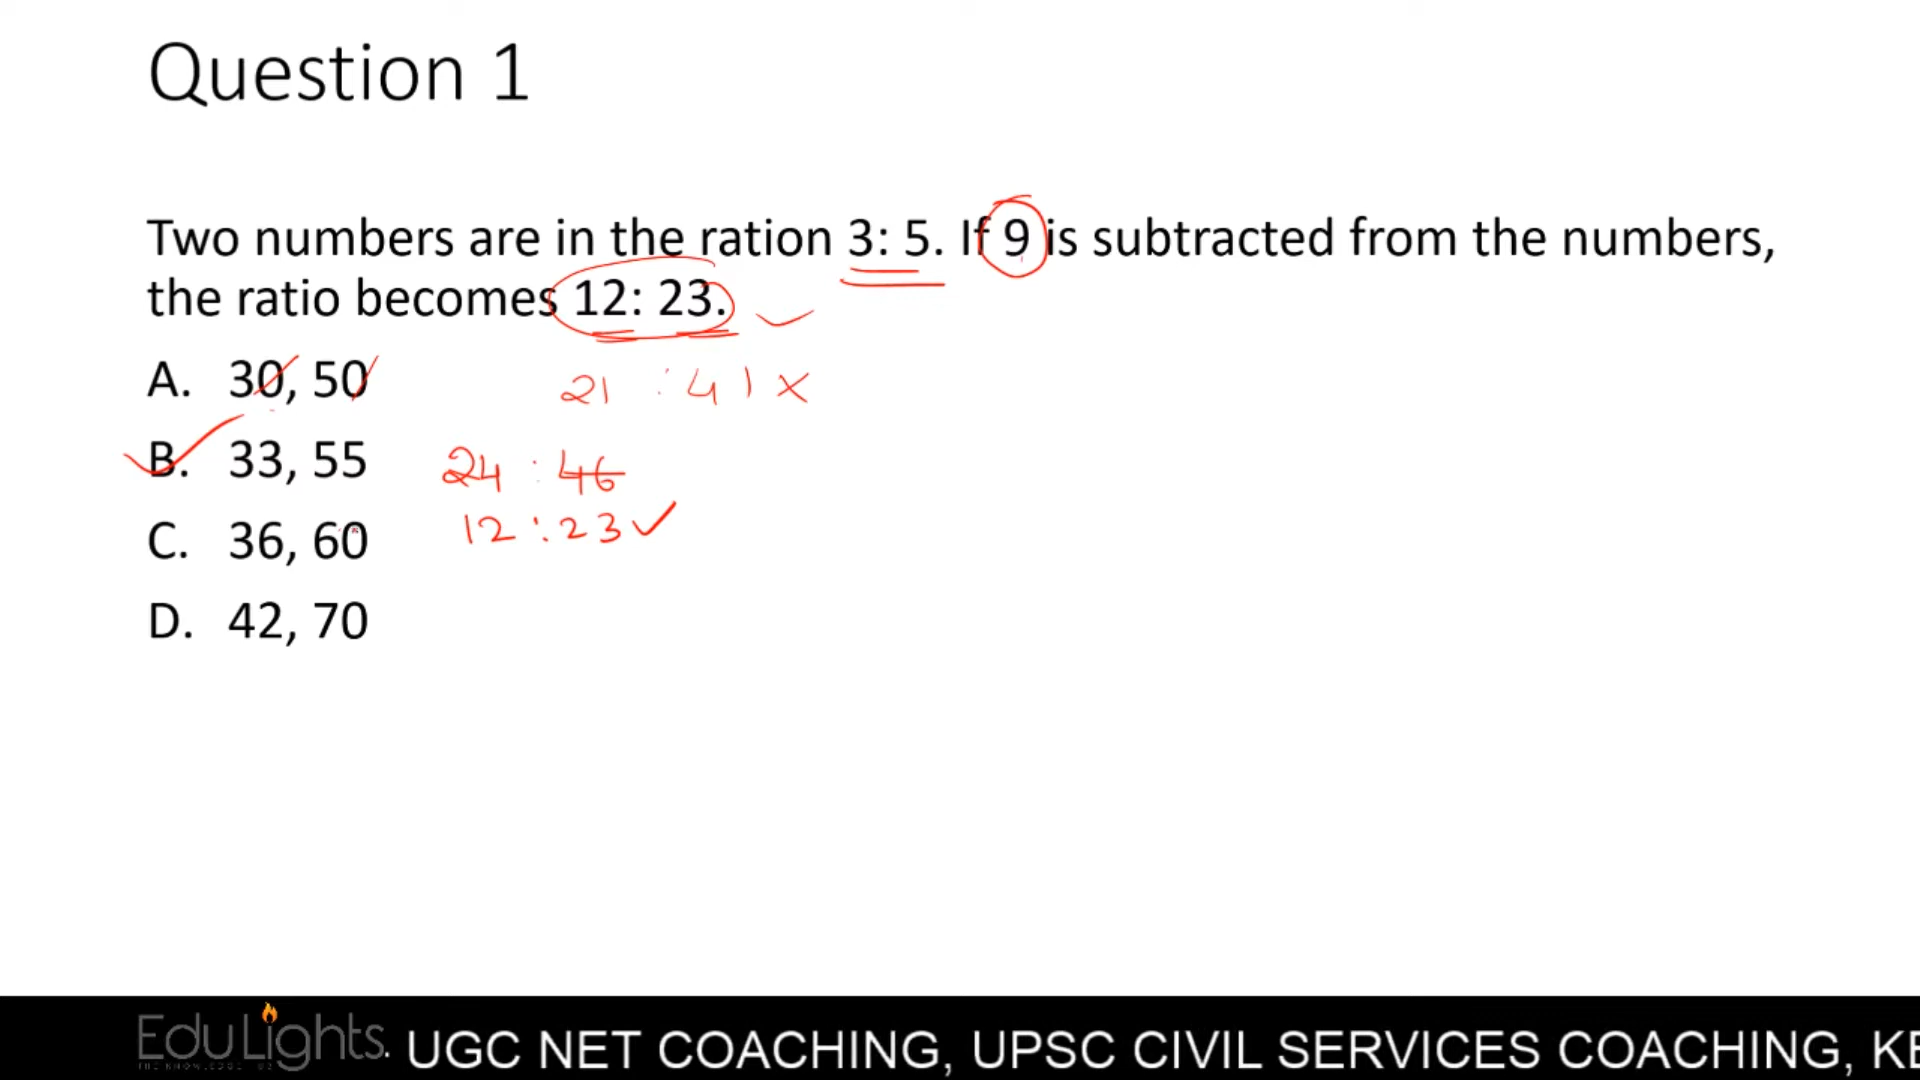 Question 1
Two numbers are in the ration 3: 5. If 9 is subtracted from the numbers,
the ratio becomes 12: 23.
A. 30, 50
21 : 41 ×
B. 33, 55
24 : 46
12 : 23 ✓
C. 36, 60
D. 42, 70
EduLights. UGC NET COACHING, UPSC CIVIL SERVICES COACHING, KE